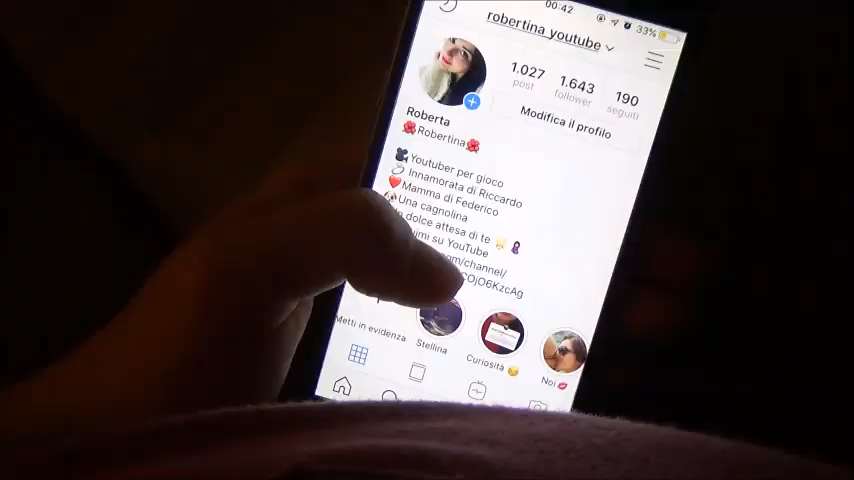 00:42
33%
robertina youtube
1.027 1.643 190
post follower seguiti
Modifica il profilo
Roberta
Robertina
Youtuber per gioco
Innamorata di Riccardo
Mamma di Federico
Una cagnolina
dolce attesa di te
su YouTube
/channel/
Metti in evidenza
Stellina
Curiosità
Noi